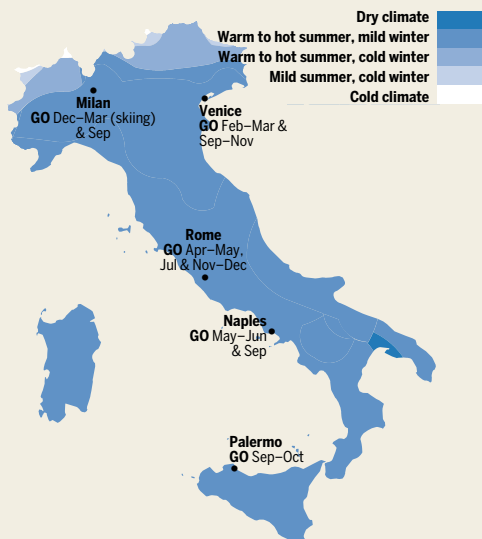 Dry climate
Warm to hot summer, mild winter
Warm to hot summer, cold winter
Mild summer, cold winter
Cold climate
Milan
GO Dec–Mar (skiing)
& Sep
Venice
GO Feb–Mar &
Sep–Nov
Rome
GO Apr–May,
Jul & Nov–Dec
Naples
GO May–Jun
& Sep
Palermo
GO Sep–Oct